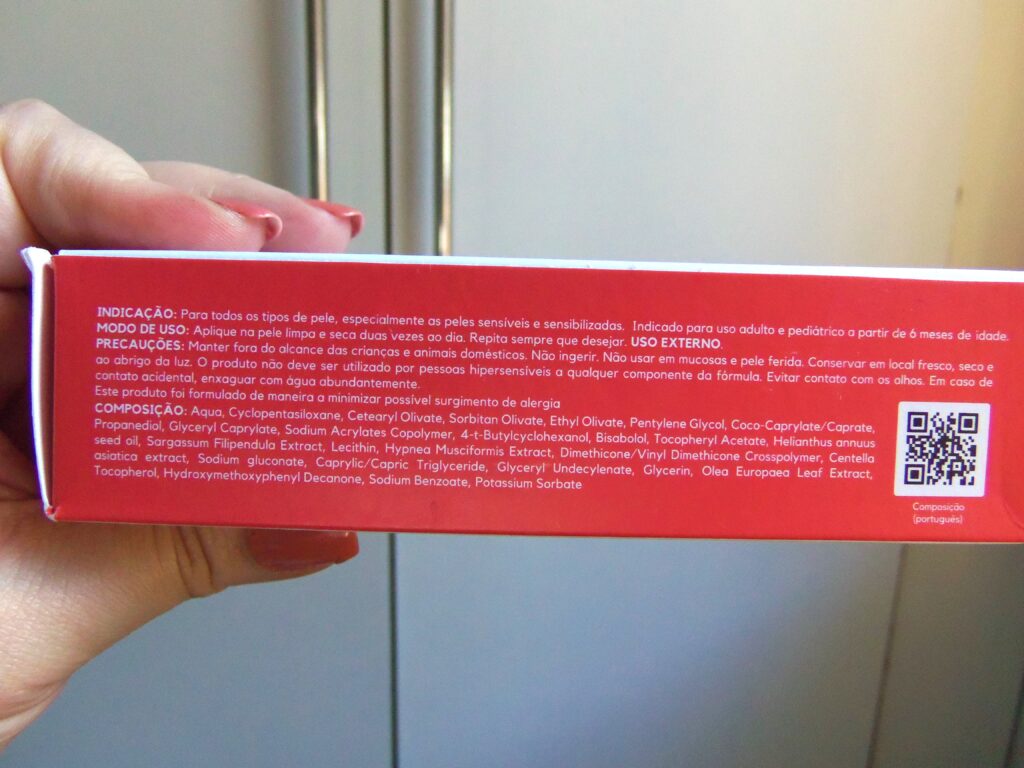 INDICAÇÃO: Para todos os tipos de pele, especialmente as peles sensíveis e sensibilizadas. Indicado para uso adulto e pediátrico a partir de 6 meses de idade.
MODO DE USO: Aplique na pele limpa e seca duas vezes ao dia. Repita sempre que desejar. USO EXTERNO.
PRECAUÇÕES: Manter fora do alcance das crianças e animais domésticos. Não ingerir. Não usar em mucosas e pele ferida. Conservar em local fresco, seco e
ao abrigo da luz. O produto não deve ser utilizado por pessoas hipersensíveis a qualquer componente da fórmula. Evitar contato com os olhos. Em caso de
contato acidental, enxaguar com água abundantemente.
Este produto foi formulado de maneira a minimizar possível surgimento de alergia
COMPOSIÇÃO: Aqua, Cyclopentasiloxane, Cetearyl Olivate, Sorbitan Olivate, Ethyl Olivate, Pentylene Glycol, Coco-Caprylate/Caprate,
Propanediol, Glyceryl Caprylate, Sodium Acrylates Copolymer, 4-t-Butylcyclohexanol, Bisabolol, Tocopheryl Acetate, Helianthus annuus
seed oil, Sargassum Filipendula Extract, Lecithin, Hypnea Musciformis Extract, Dimethicone/Vinyl Dimethicone Crosspolymer, Centella
asiatica extract, Sodium gluconate, Caprylic/Capric Triglyceride, Glyceryl Undecylenate, Glycerin, Olea Europaea Leaf Extract,
Tocopherol, Hydroxymethoxyphenyl Decanone, Sodium Benzoate, Potassium Sorbate
Composição
(português)